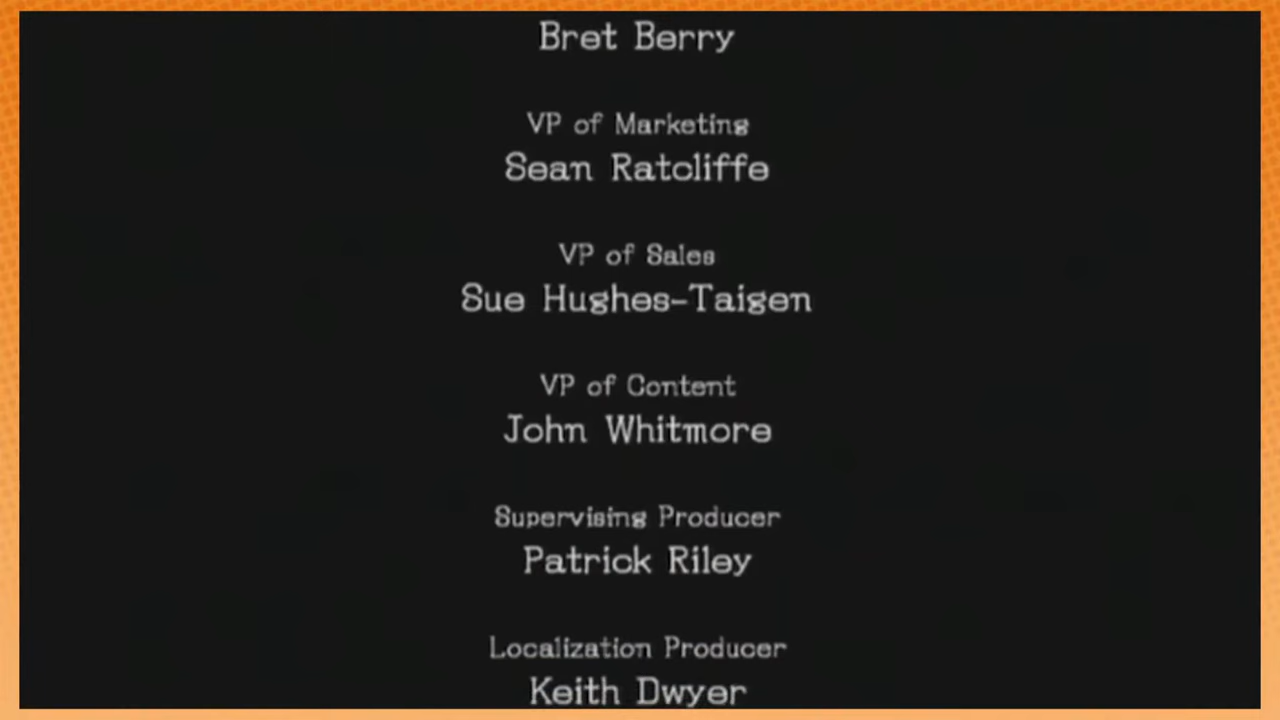 Bret Berry
VP of Marketing
Sean Ratcliffe
VP of Sales
Sue Hughes-Taigen
VP of Content
John Whitmore
Supervising Producer
Patrick Riley
Localization Producer
Keith Dwyer